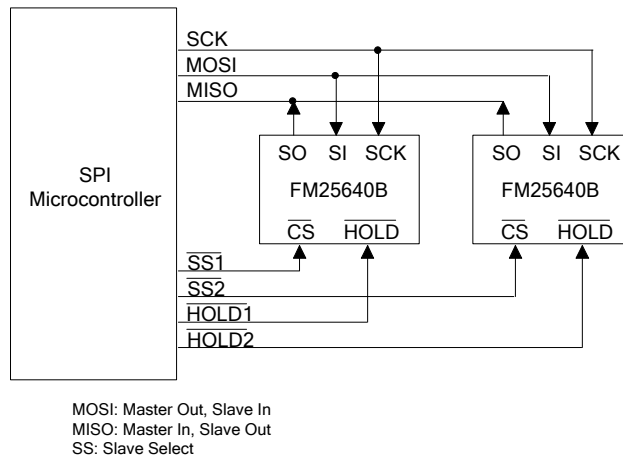 SCK
MOSI
MISO
SO SI SCK
SO SI SCK
SPI
Microcontroller
FM25640B
FM25640B
CS HOLD
CS HOLD
SS1
SS2
HOLD1
HOLD2
MOSI: Master Out, Slave In
MISO: Master In, Slave Out
SS: Slave Select